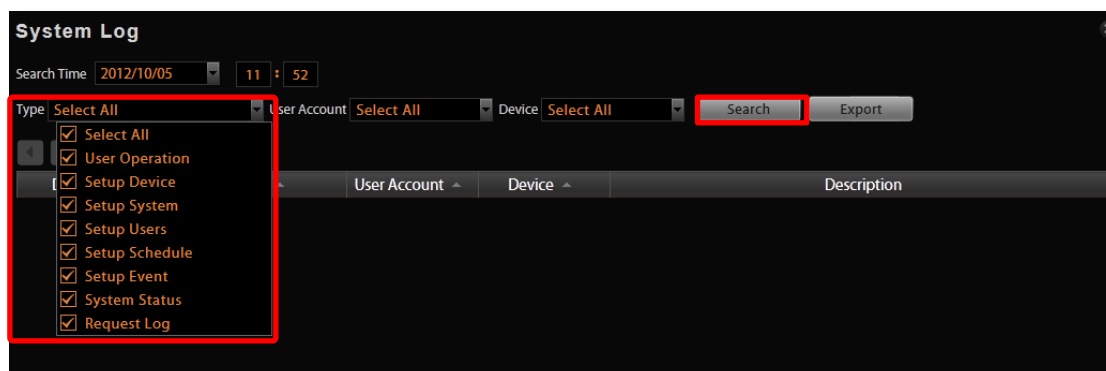 System Log
Search Time 2012/10/05 11 : 52
Type Select All User Account Select All Device Select All Search Export
Select All
User Operation
Setup Device
User Account Device Description
Setup System
Setup Users
Setup Schedule
Setup Event
System Status
Request Log